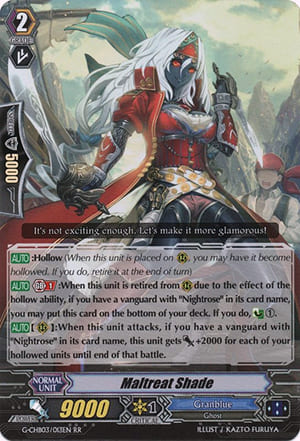 2
GRADE
5000
It's not exciting enough. Let's make it more glamorous!
AUTO :Hollow (When this unit is placed on , you may have it become
hollowed. If you do, retire it at the end of turn)
AUTO GB 1 :When this unit is retired from due to the effect of the
hollow ability, if you have a vanguard with "Nightrose" in its card name,
you may put this card on the bottom of your deck. If you do, 1
AUTO :When this unit attacks, if you have a vanguard with
"Nightrose" in its card name, this unit gets +2000 for each of your
hollowed units until end of that battle.
NORMAL
UNIT
Maltreat Shade
POWER
9000
1
CRITICAL
Granblue
Ghost
G-CHB03/013EN RR
ILLUST / KAZTO FURUYA